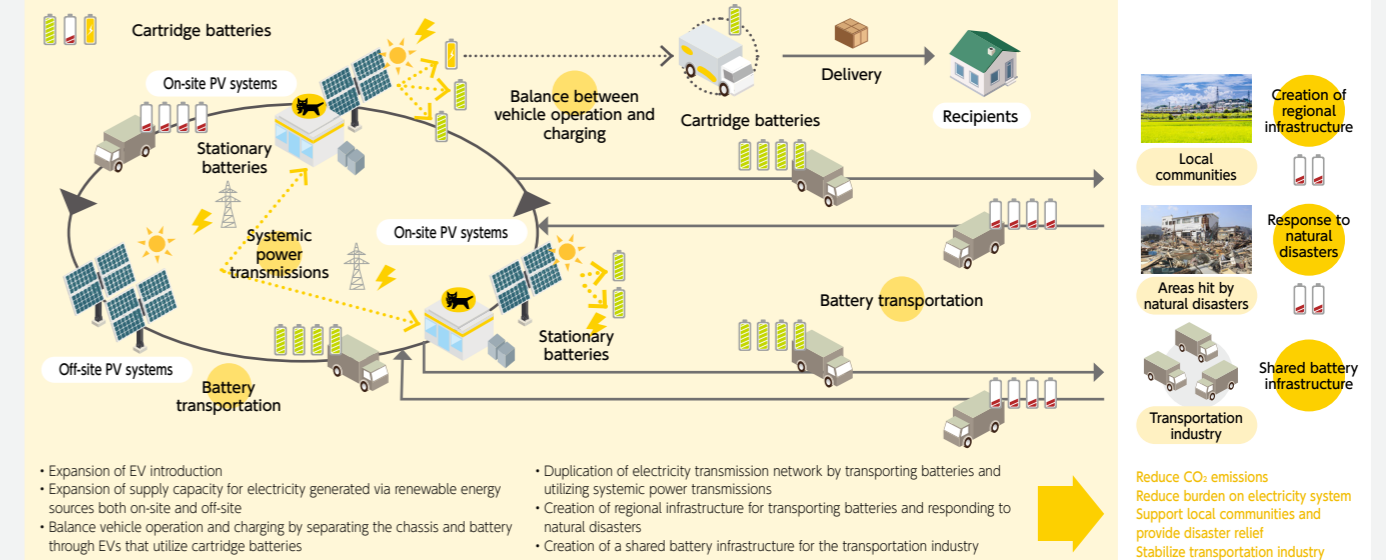 Cartridge batteries
On-site PV systems
Stationary
batteries
Balance between
vehicle operation and
charging
Cartridge batteries
Delivery
Recipients
Systemic
power
transmissions
On-site PV systems
Stationary
batteries
Off-site PV systems
Battery
transportation
Battery transportation
Local
communities
Creation of
regional
infrastructure
Areas hit by
natural disasters
Response to
natural
disasters
Transportation
industry
Shared battery
infrastructure
• Expansion of EV introduction
• Expansion of supply capacity for electricity generated via renewable energy
sources both on-site and off-site
• Balance vehicle operation and charging by separating the chassis and battery
through EVs that utilize cartridge batteries
• Duplication of electricity transmission network by transporting batteries and
utilizing systemic power transmissions
• Creation of regional infrastructure for transporting batteries and responding to
natural disasters
• Creation of a shared battery infrastructure for the transportation industry
Reduce CO₂ emissions
Reduce burden on electricity system
Support local communities and
provide disaster relief
Stabilize transportation industry